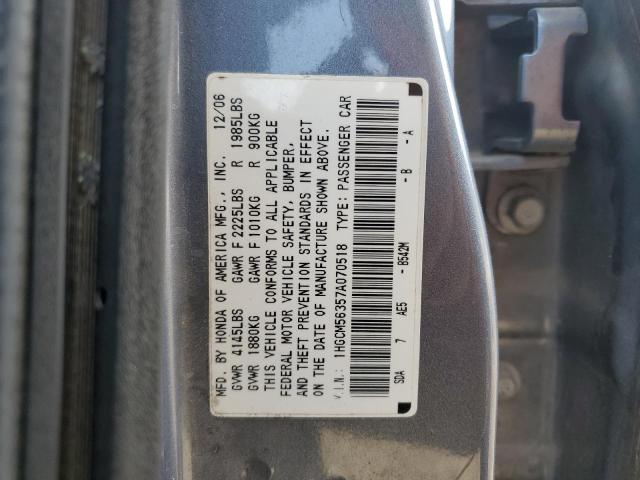 MFD. BY HONDA OF AMERICA MFG., INC. 12/06
GVWR 4145LBS GAWR F 2225LBS R 1985LBS
GVWR 1880KG GAWR F 1010KG R 900KG
THIS VEHICLE CONFORMS TO ALL APPLICABLE
FEDERAL MOTOR VEHICLE SAFETY, BUMPER,
AND THEFT PREVENTION STANDARDS IN EFFECT
ON THE DATE OF MANUFACTURE SHOWN ABOVE.
V.I.N.: 1HGCM56357A070518 TYPE: PASSENGER CAR
SDA 7 AE5 - B542M - B - A